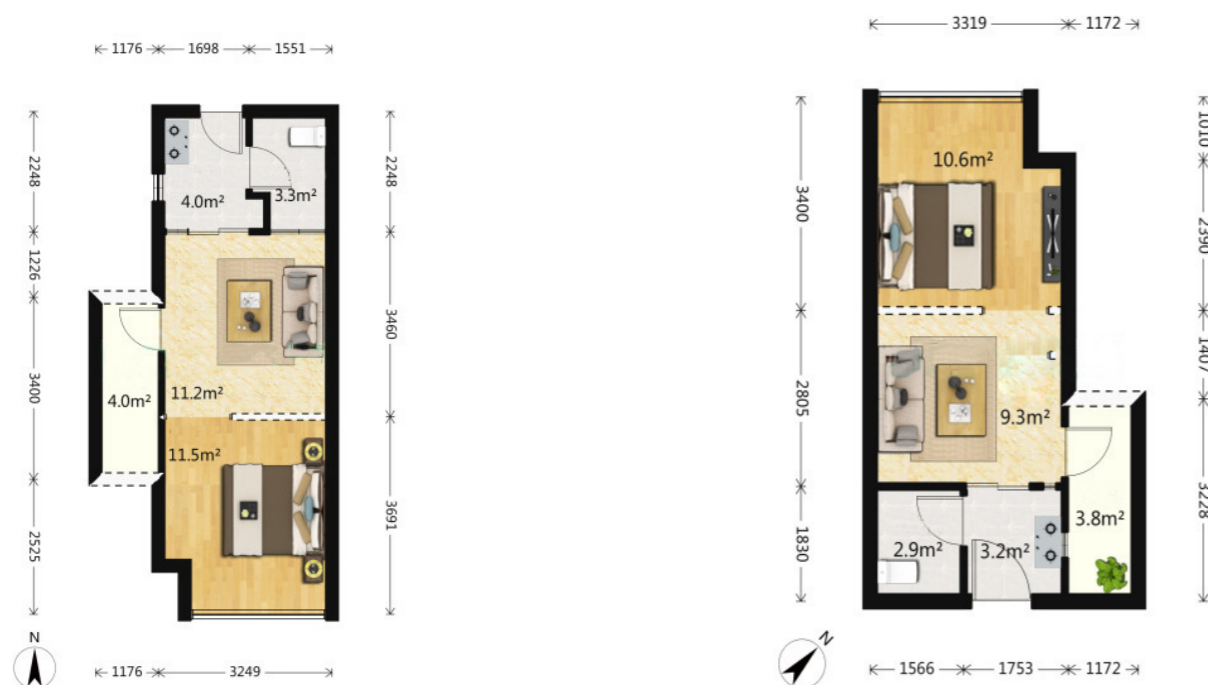 1176 1698 1551
2248
2248
4.0m²
3.3m²
1226
3460
3400
4.0m²
11.2m²
11.5m²
2525
3691
N
1176 3249
3319 1172
1010
10.6m²
3400
2390
1407
2805
9.3m²
3228
3.8m²
2.9m²
3.2m²
1830
N
1566 1753 1172